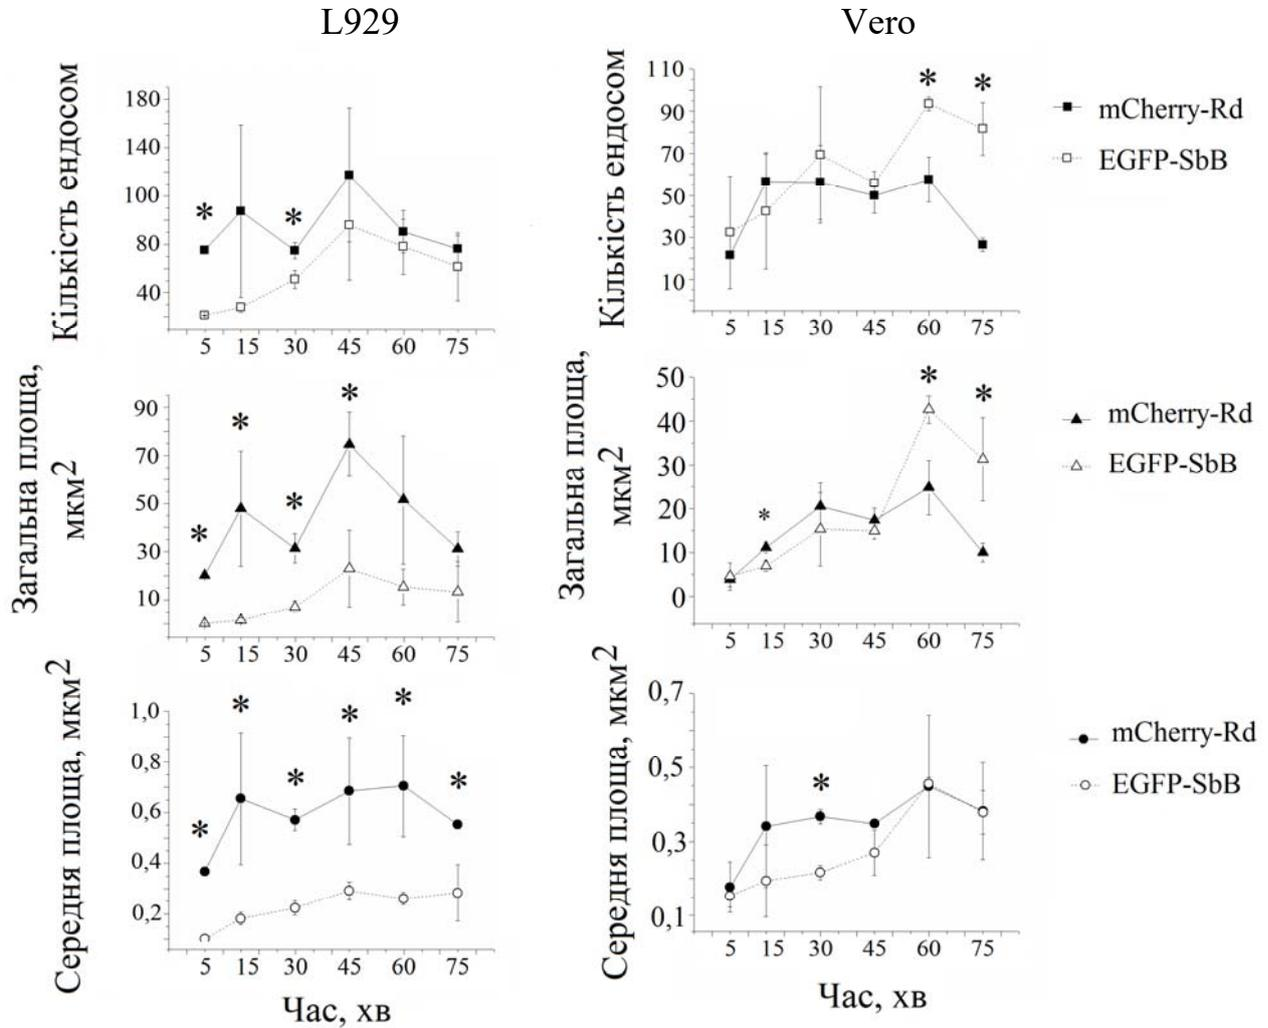 L929
Vero
Кількість ендосом
180
140
100
80
40
5 15 30 45 60 75
* *
Кількість ендосом
110
90
70
50
30
10
5 15 30 45 60 75
* *
mCherry-Rd
EGFP-SbB
Загальна площа,
мкм2
90
70
50
30
10
5 15 30 45 60 75
* * * *
Загальна площа,
мкм2
50
40
30
20
10
0
5 15 30 45 60 75
* * *
mCherry-Rd
EGFP-SbB
Середня площа, мкм2
1,0
0,8
0,6
0,4
0,2
5 15 30 45 60 75
* * * * * *
Час, хв
Середня площа, мкм2
0,7
0,5
0,3
0,1
5 15 30 45 60 75
*
Час, хв
mCherry-Rd
EGFP-SbB